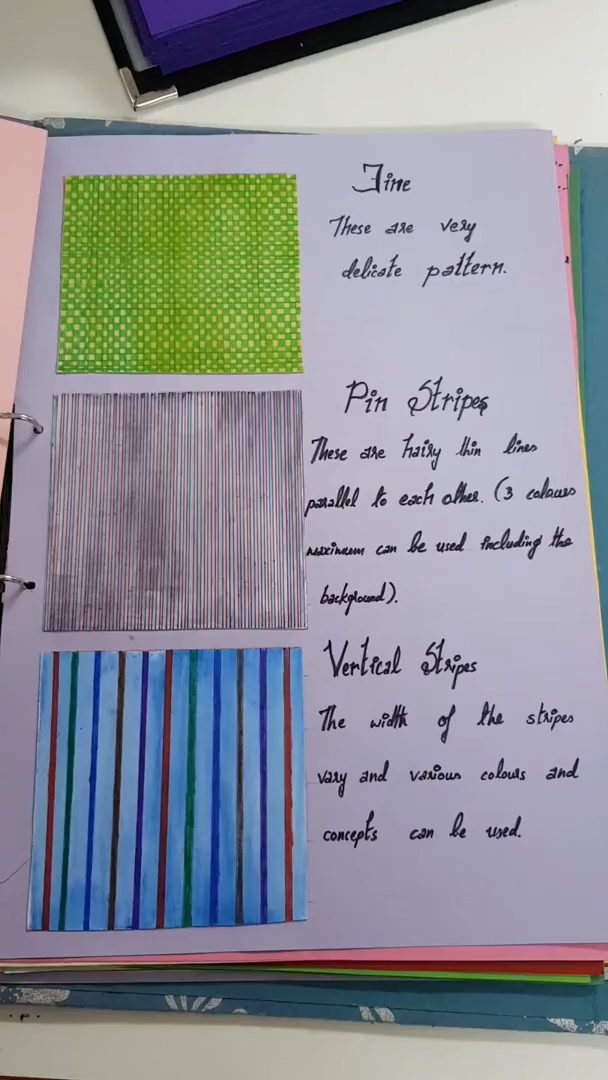 Fine
These are very
delicate pattern.
Pin Stripes
These are hairy thin lines
parallel to each other. (3 colours
maximum can be used including the
background).
Vertical Stripes
The width of the stripes
vary and various colours and
concepts can be used.